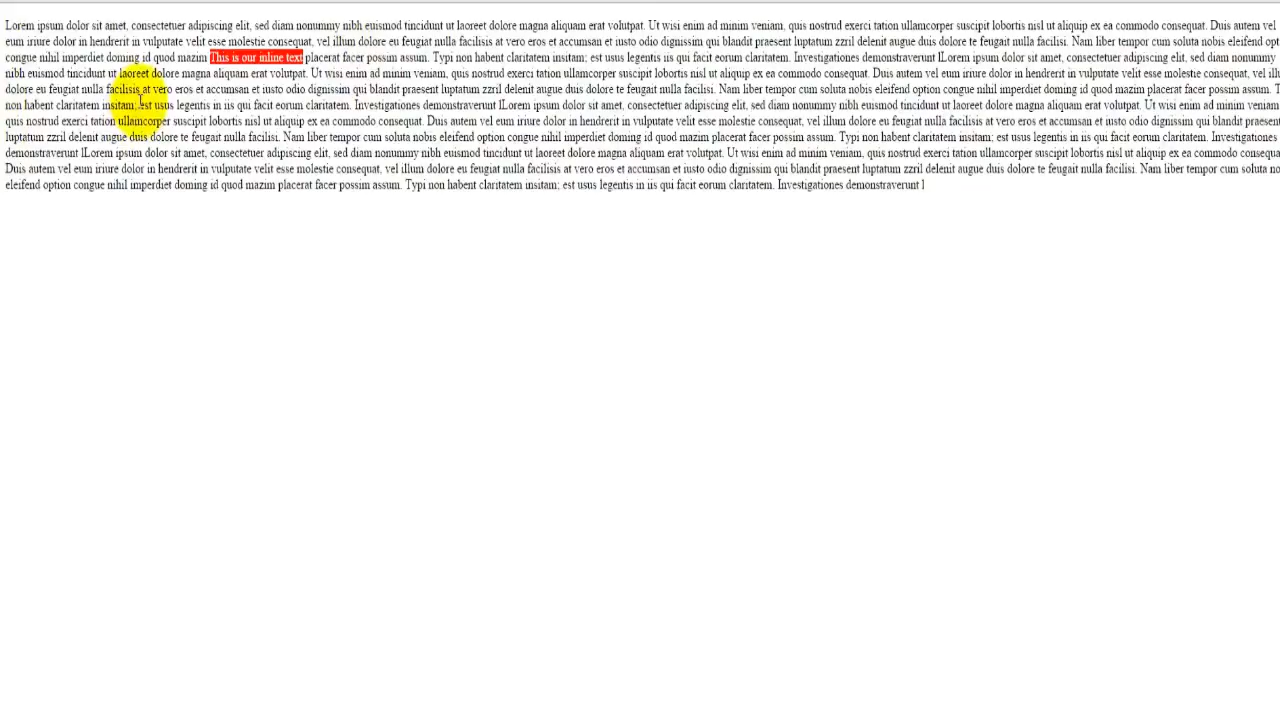 Lorem ipsum dolor sit amet, consectetuer adipiscing elit, sed diam nonummy nibh euismod tincidunt ut laoreet dolore magna aliquam erat volutpat. Ut wisi enim ad minim veniam, quis nostrud exerci tation ullamcorper suscipit lobortis nisl ut aliquip ex ea commodo consequat. Duis autem vel
eum iriure dolor in hendrerit in vulputate velit esse molestie consequat, vel illum dolore eu feugiat nulla facilisis at vero eros et accumsan et iusto odio dignissim qui blandit praesent luptatum zzril delenit augue duis dolore te feugait nulla facilisi. Nam liber tempor cum soluta nobis eleifend opt
congue nihil imperdiet doming id quod mazim This is our inline text placerat facer possim assum. Typi non habent claritatem insitam; est usus legentis in iis qui facit eorum claritatem. Investigationes demonstraverunt lLorem ipsum dolor sit amet, consectetuer adipiscing elit, sed diam nonummy
nibh euismod tincidunt ut laoreet dolore magna aliquam erat volutpat. Ut wisi enim ad minim veniam, quis nostrud exerci tation ullamcorper suscipit lobortis nisl ut aliquip ex ea commodo consequat. Duis autem vel eum iriure dolor in hendrerit in vulputate velit esse molestie consequat, vel ill
dolore eu feugiat nulla facilisis at vero eros et accumsan et iusto odio dignissim qui blandit praesent luptatum zzril delenit augue duis dolore te feugait nulla facilisi. Nam liber tempor cum soluta nobis eleifend option congue nihil imperdiet doming id quod mazim placerat facer possim assum. T
non habent claritatem insitam; est usus legentis in iis qui facit eorum claritatem. Investigationes demonstraverunt lLorem ipsum dolor sit amet, consectetuer adipiscing elit, sed diam nonummy nibh euismod tincidunt ut laoreet dolore magna aliquam erat volutpat. Ut wisi enim ad minim veniam
quis nostrud exerci tation ullamcorper suscipit lobortis nisl ut aliquip ex ea commodo consequat. Duis autem vel eum iriure dolor in hendrerit in vulputate velit esse molestie consequat, vel illum dolore eu feugiat nulla facilisis at vero eros et accumsan et iusto odio dignissim qui blandit praesent
luptatum zzril delenit augue duis dolore te feugait nulla facilisi. Nam liber tempor cum soluta nobis eleifend option congue nihil imperdiet doming id quod mazim placerat facer possim assum. Typi non habent claritatem insitam; est usus legentis in iis qui facit eorum claritatem. Investigationes
demonstraverunt lLorem ipsum dolor sit amet, consectetuer adipiscing elit, sed diam nonummy nibh euismod tincidunt ut laoreet dolore magna aliquam erat volutpat. Ut wisi enim ad minim veniam, quis nostrud exerci tation ullamcorper suscipit lobortis nisl ut aliquip ex ea commodo consequa
Duis autem vel eum iriure dolor in hendrerit in vulputate velit esse molestie consequat, vel illum dolore eu feugiat nulla facilisis at vero eros et accumsan et iusto odio dignissim qui blandit praesent luptatum zzril delenit augue duis dolore te feugait nulla facilisi. Nam liber tempor cum soluta no
eleifend option congue nihil imperdiet doming id quod mazim placerat facer possim assum. Typi non habent claritatem insitam; est usus legentis in iis qui facit eorum claritatem. Investigationes demonstraverunt l